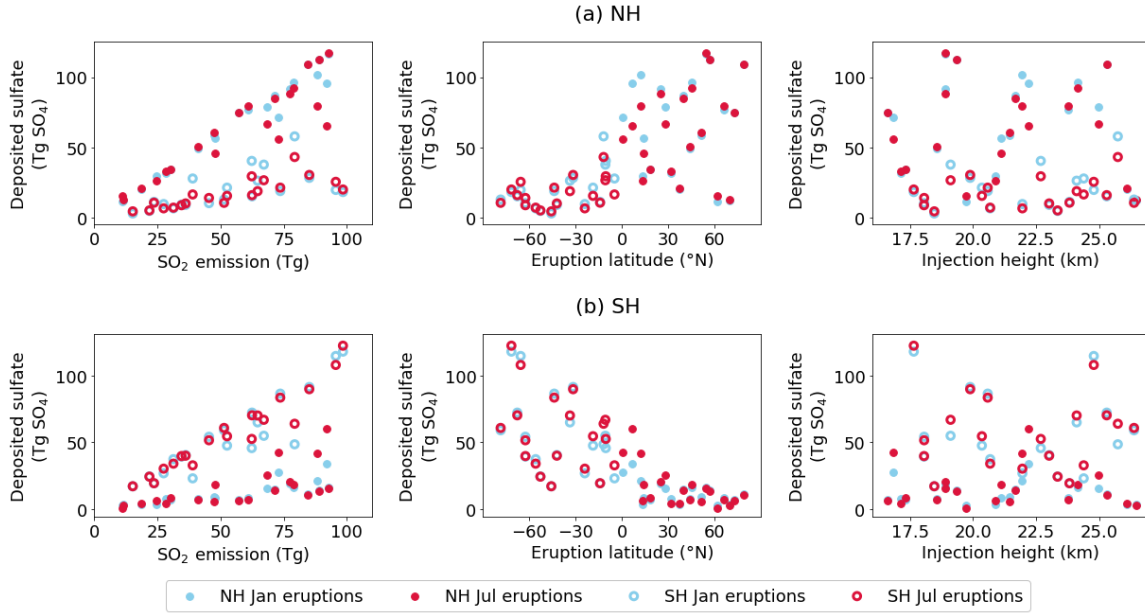 (a) NH
Deposited sulfate
(Tg SO₄)
100
50
0
0 25 50 75 100
SO₂ emission (Tg)
Deposited sulfate
(Tg SO₄)
100
50
0
−60 −30 0 30 60
Eruption latitude (°N)
Deposited sulfate
(Tg SO₄)
100
50
0
17.5 20.0 22.5 25.0
Injection height (km)
(b) SH
Deposited sulfate
(Tg SO₄)
100
50
0
0 25 50 75 100
SO₂ emission (Tg)
Deposited sulfate
(Tg SO₄)
100
50
0
−60 −30 0 30 60
Eruption latitude (°N)
Deposited sulfate
(Tg SO₄)
100
50
0
17.5 20.0 22.5 25.0
Injection height (km)
NH Jan eruptions NH Jul eruptions SH Jan eruptions SH Jul eruptions